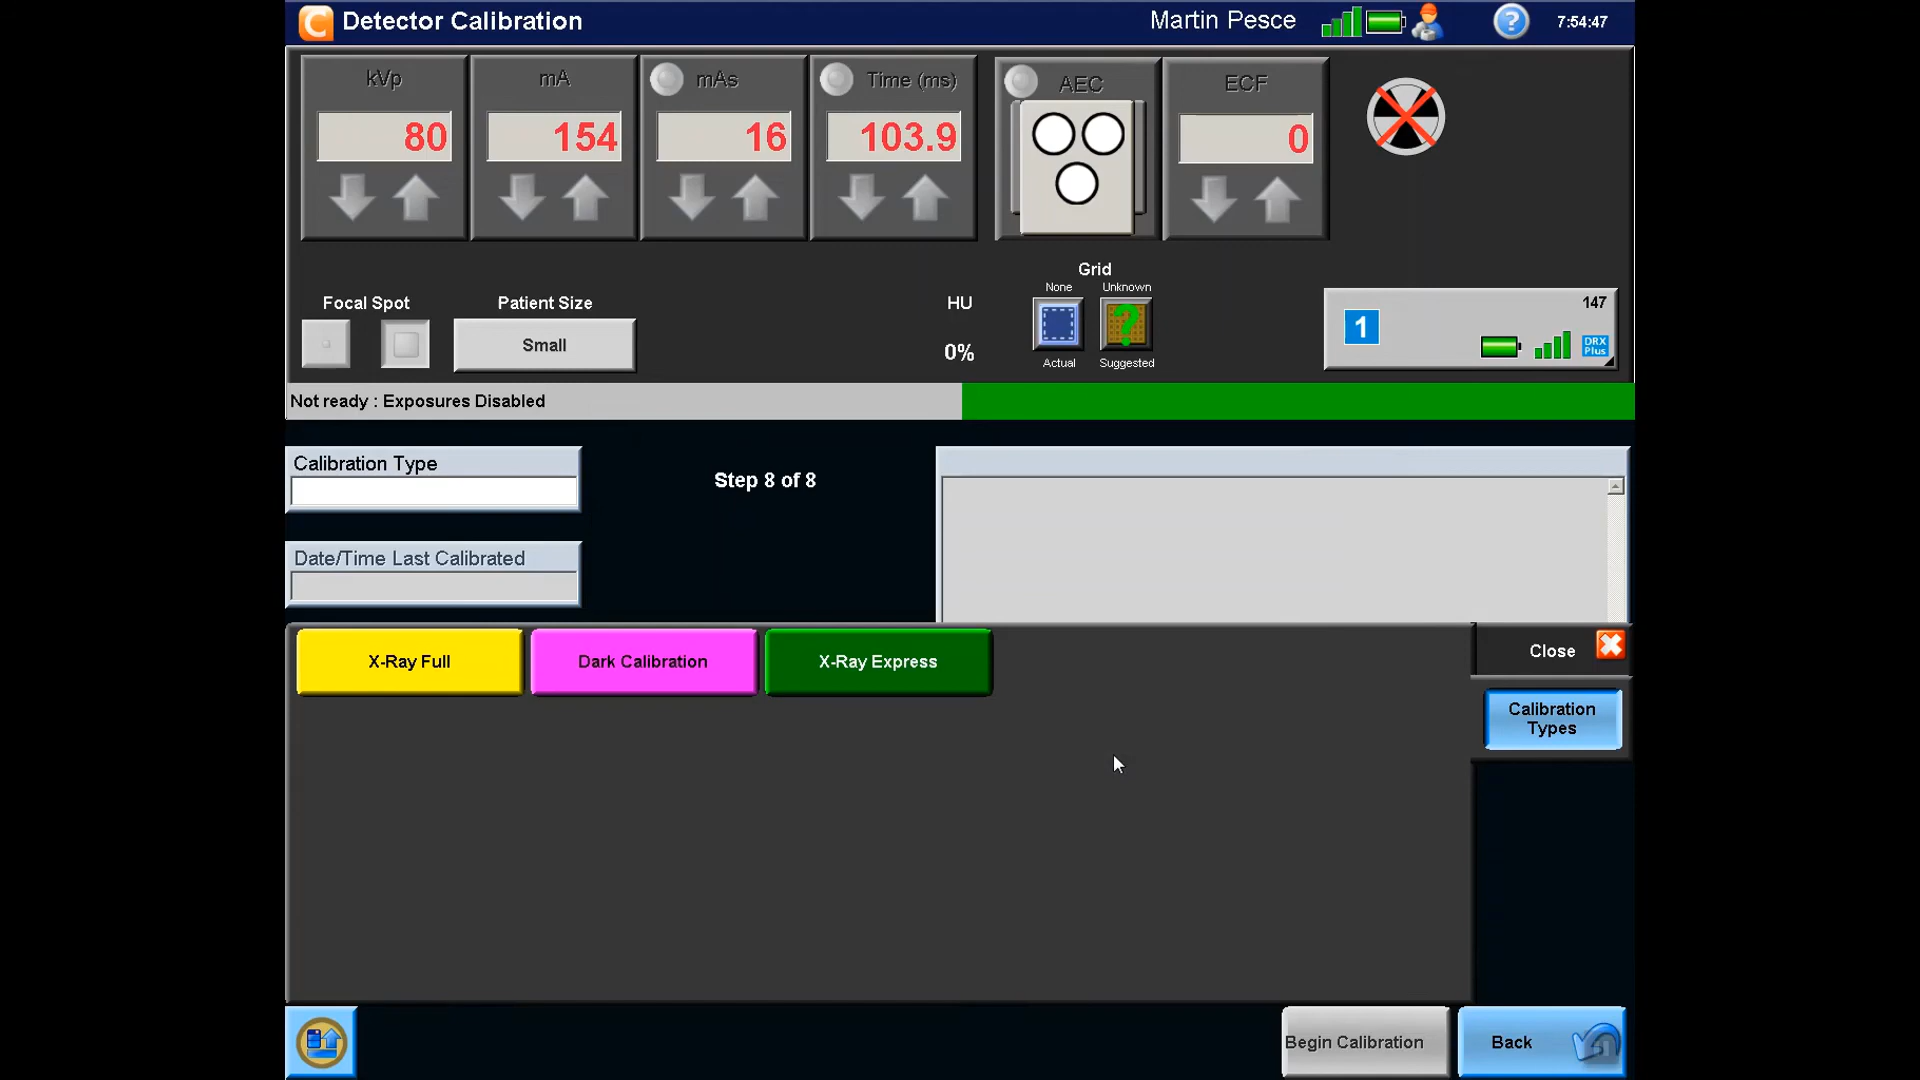 C Detector Calibration
Martin Pesce
? 7:54:47
kVp
mA
mAs
Time (ms)
AEC
ECF
80
154
16
103.9
0
Grid
None
Unknown
?
Actual
Suggested
Focal Spot
Patient Size
Small
HU
0%
147
1
DRX
Plus
Not ready : Exposures Disabled
Calibration Type
Step 8 of 8
Date/Time Last Calibrated
X-Ray Full
Dark Calibration
X-Ray Express
Close
Calibration
Types
Begin Calibration
Back